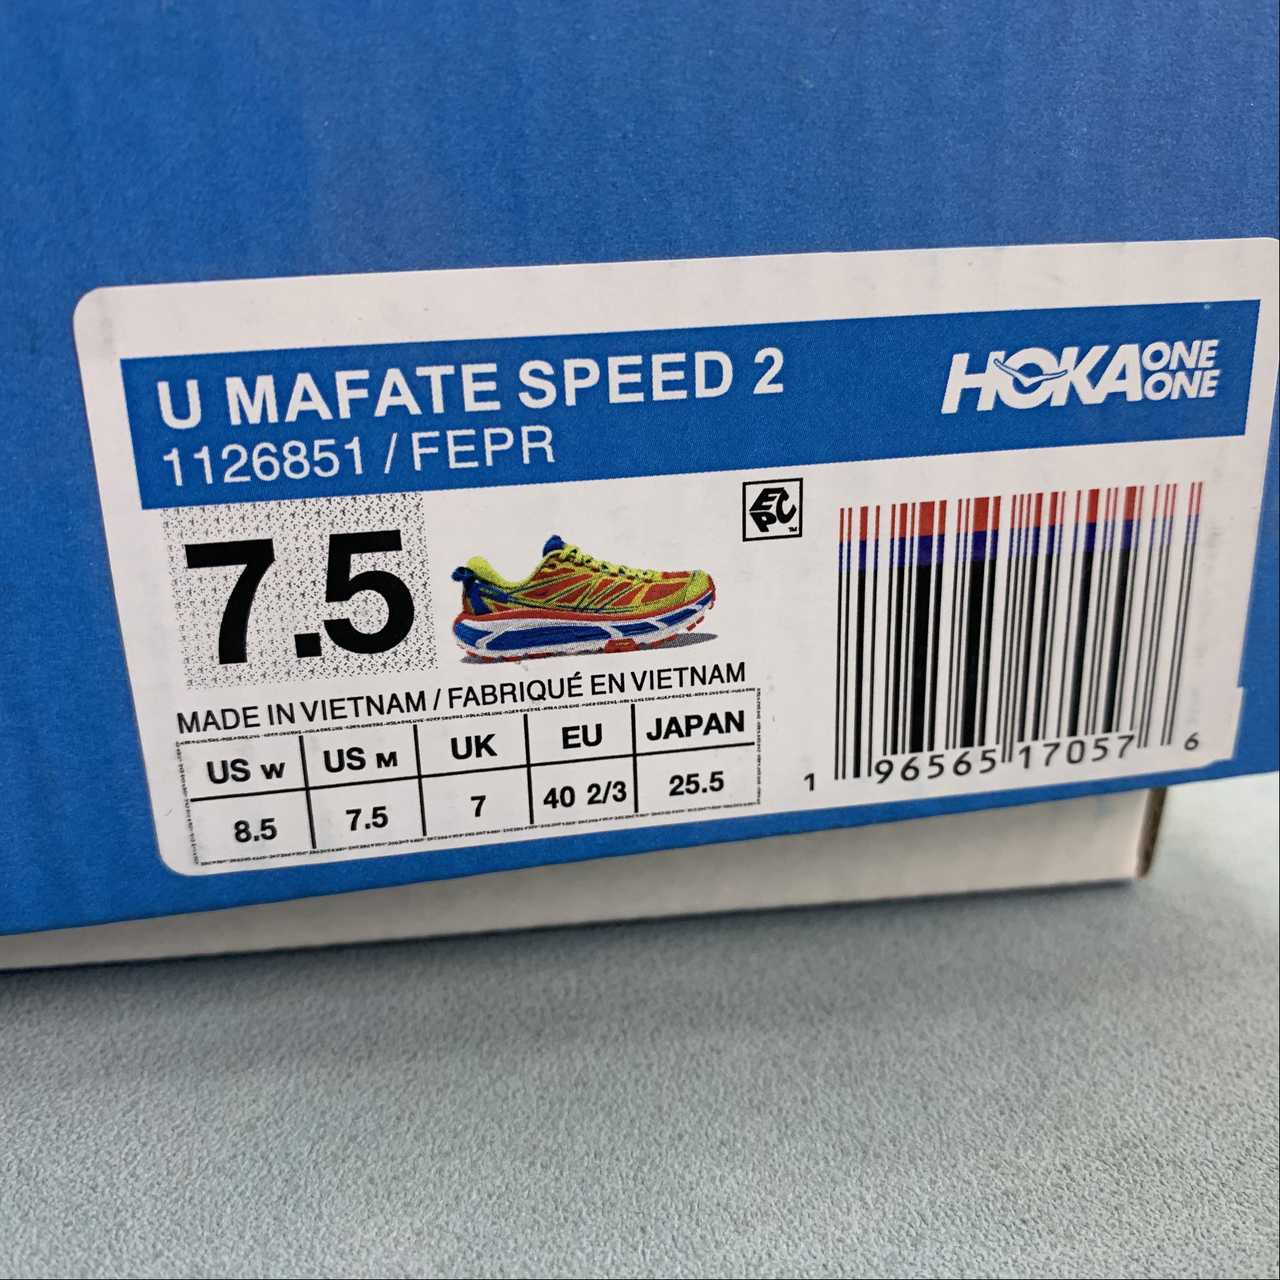 U MAFATE SPEED 2
1126851 / FEPR
HOKA ONE ONE
7.5
EPC™
MADE IN VIETNAM / FABRIQUÉ EN VIETNAM
US W US M UK EU JAPAN
8.5 7.5 7 40 2/3 25.5
1 96565 17057 6